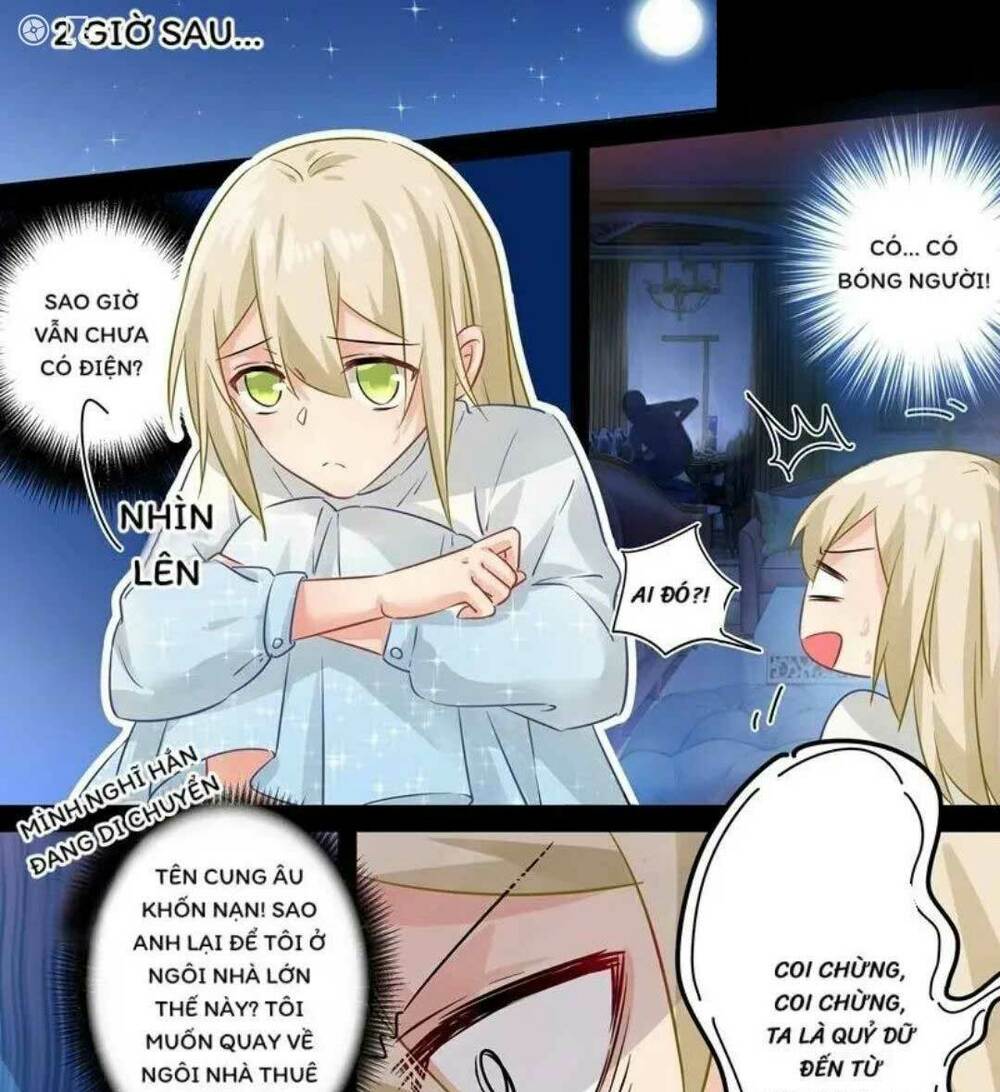 2 GIỜ SAU...
SAO GIỜ
VẪN CHƯA
CÓ ĐIỆN?
NHÌN
LÊN
CÓ... CÓ
BÓNG NGƯỜI!
AI ĐÓ?!
MÌNH NGHĨ HẮN
ĐANG DI CHUYỂN
TÊN CUNG ÂU
KHỐN NẠN! SAO
ANH LẠI ĐỂ TÔI Ở
NGÔI NHÀ LỚN
THẾ NÀY? TÔI
MUỐN QUAY VỀ
NGÔI NHÀ THUÊ
COI CHỪNG,
COI CHỪNG,
TA LÀ QUỶ DỮ
ĐẾN TỪ